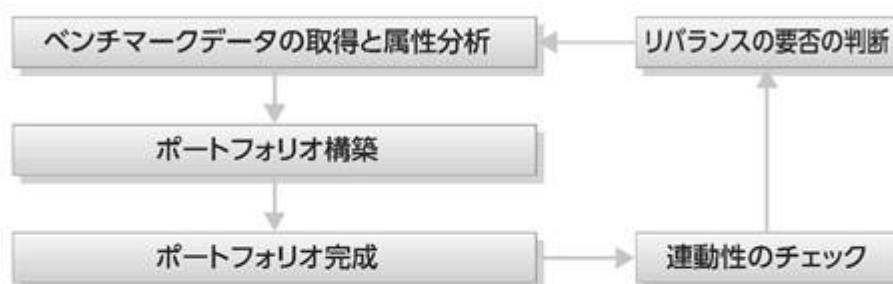 ベンチマークデータの取得と属性分析
リバランスの要否の判断
ポートフォリオ構築
ポートフォリオ完成
連動性のチェック